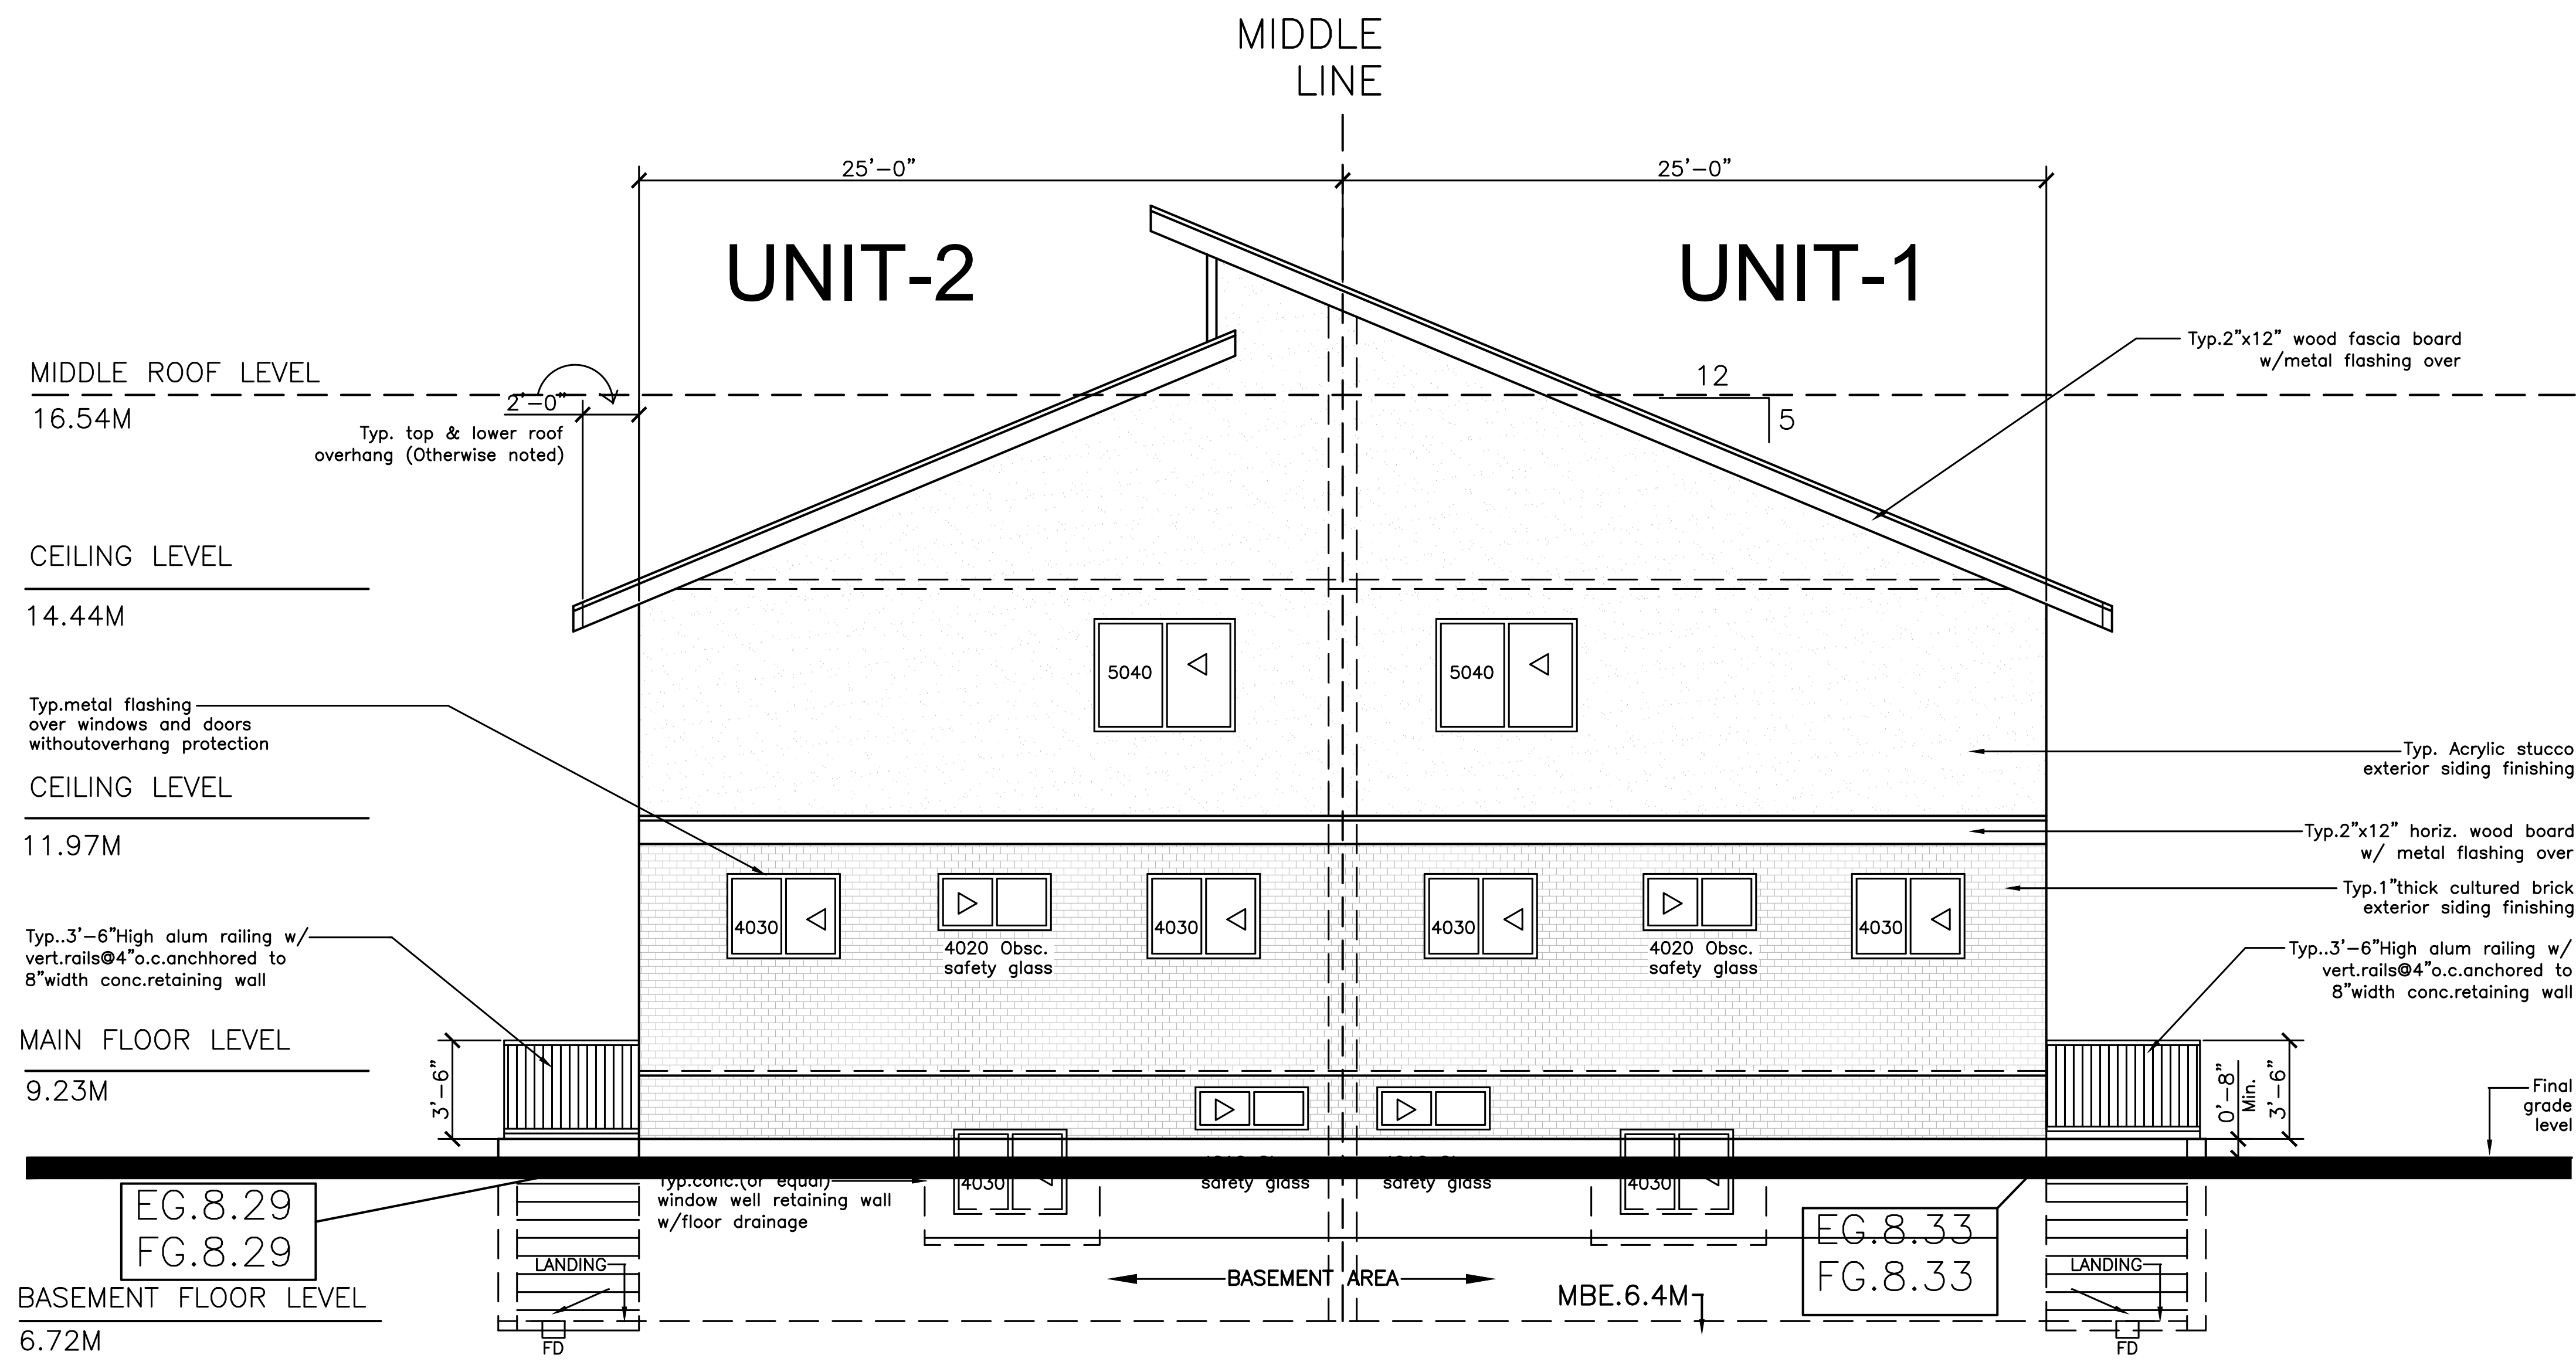 MIDDLE
LINE
25'-0"
25'-0"
UNIT-2
UNIT-1
MIDDLE ROOF LEVEL
16.54M
2'-0"
Typ. top & lower roof
overhang (Otherwise noted)
12
5
Typ.2"x12" wood fascia board
w/metal flashing over
CEILING LEVEL
14.44M
5040
5040
Typ.metal flashing
over windows and doors
withoutoverhang protection
Typ. Acrylic stucco
exterior siding finishing
CEILING LEVEL
11.97M
Typ.2"x12" horiz. wood board
w/ metal flashing over
Typ.1"thick cultured brick
exterior siding finishing
4030
4020 Obsc.
safety glass
4030
4030
4020 Obsc.
safety glass
4030
Typ..3'-6"High alum railing w/
vert.rails@4"o.c.anchhored to
8"width conc.retaining wall
Typ..3'-6"High alum railing w/
vert.rails@4"o.c.anchored to
8"width conc.retaining wall
MAIN FLOOR LEVEL
9.23M
3'-6"
0'-8"
Min.
3'-6"
Final
grade
level
EG.8.29
FG.8.29
Typ.conc.(or equal)
window well retaining wall
w/floor drainage
4030
safety glass
safety glass
4030
EG.8.33
FG.8.33
LANDING
LANDING
BASEMENT AREA
MBE.6.4M
BASEMENT FLOOR LEVEL
6.72M
FD
FD